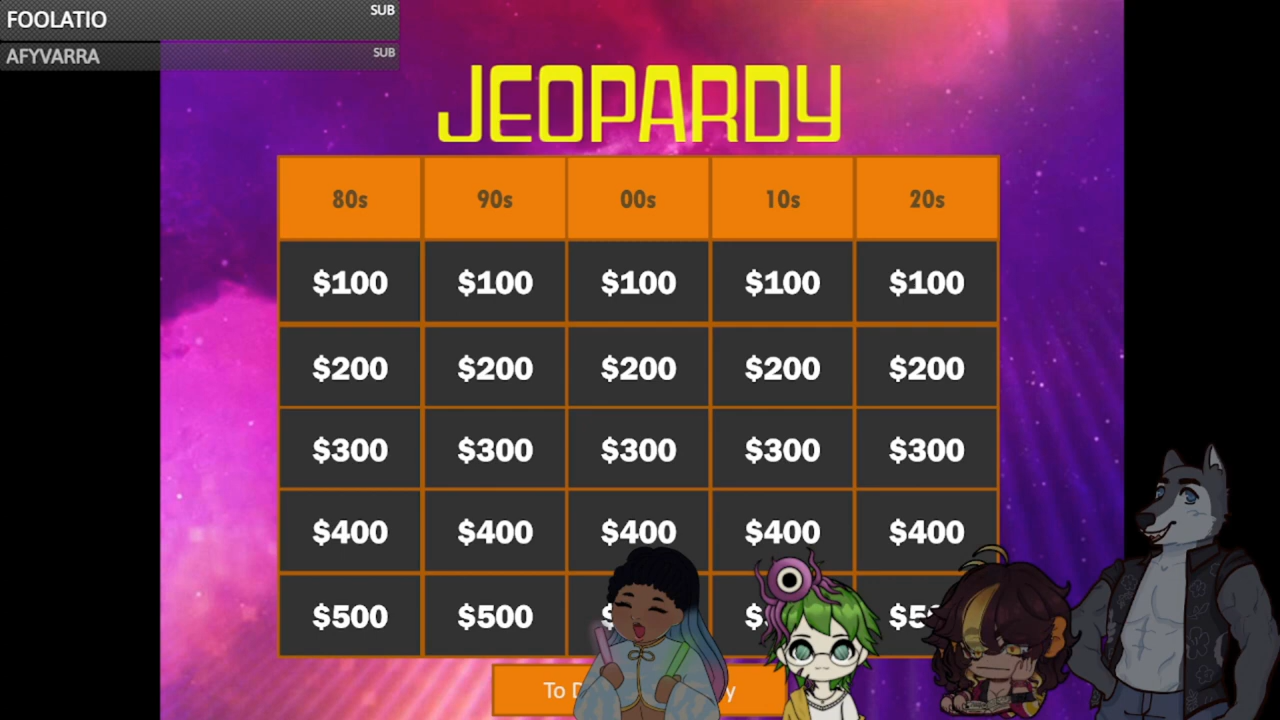 FOOLATIO SUB
AFYVARRA SUB
JEOPARDY
80s 90s 00s 10s 20s
$100 $100 $100 $100 $100
$200 $200 $200 $200 $200
$300 $300 $300 $300 $300
$400 $400 $400 $400 $400
$500 $500
To